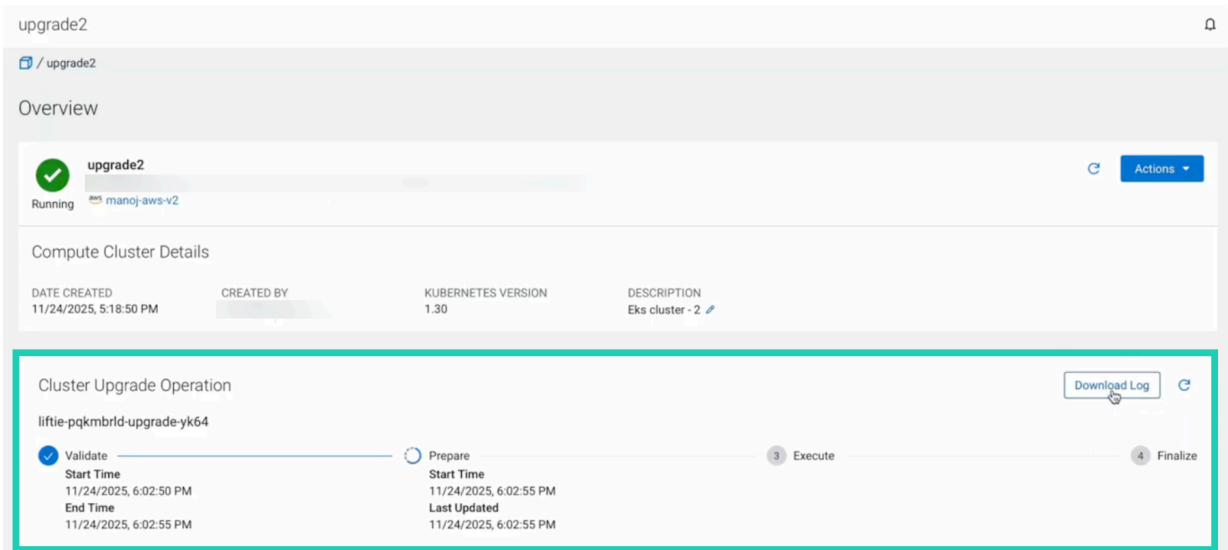 upgrade2
/ upgrade2
Overview
upgrade2
Running
aws manoj-aws-v2
Actions
Compute Cluster Details
DATE CREATED CREATED BY KUBERNETES VERSION DESCRIPTION
11/24/2025, 5:18:50 PM 1.30 Eks cluster - 2
Cluster Upgrade Operation
Download Log
liftie-pqkmbrld-upgrade-yk64
Validate Prepare 3 Execute 4 Finalize
Start Time Start Time
11/24/2025, 6:02:50 PM 11/24/2025, 6:02:55 PM
End Time Last Updated
11/24/2025, 6:02:55 PM 11/24/2025, 6:02:55 PM